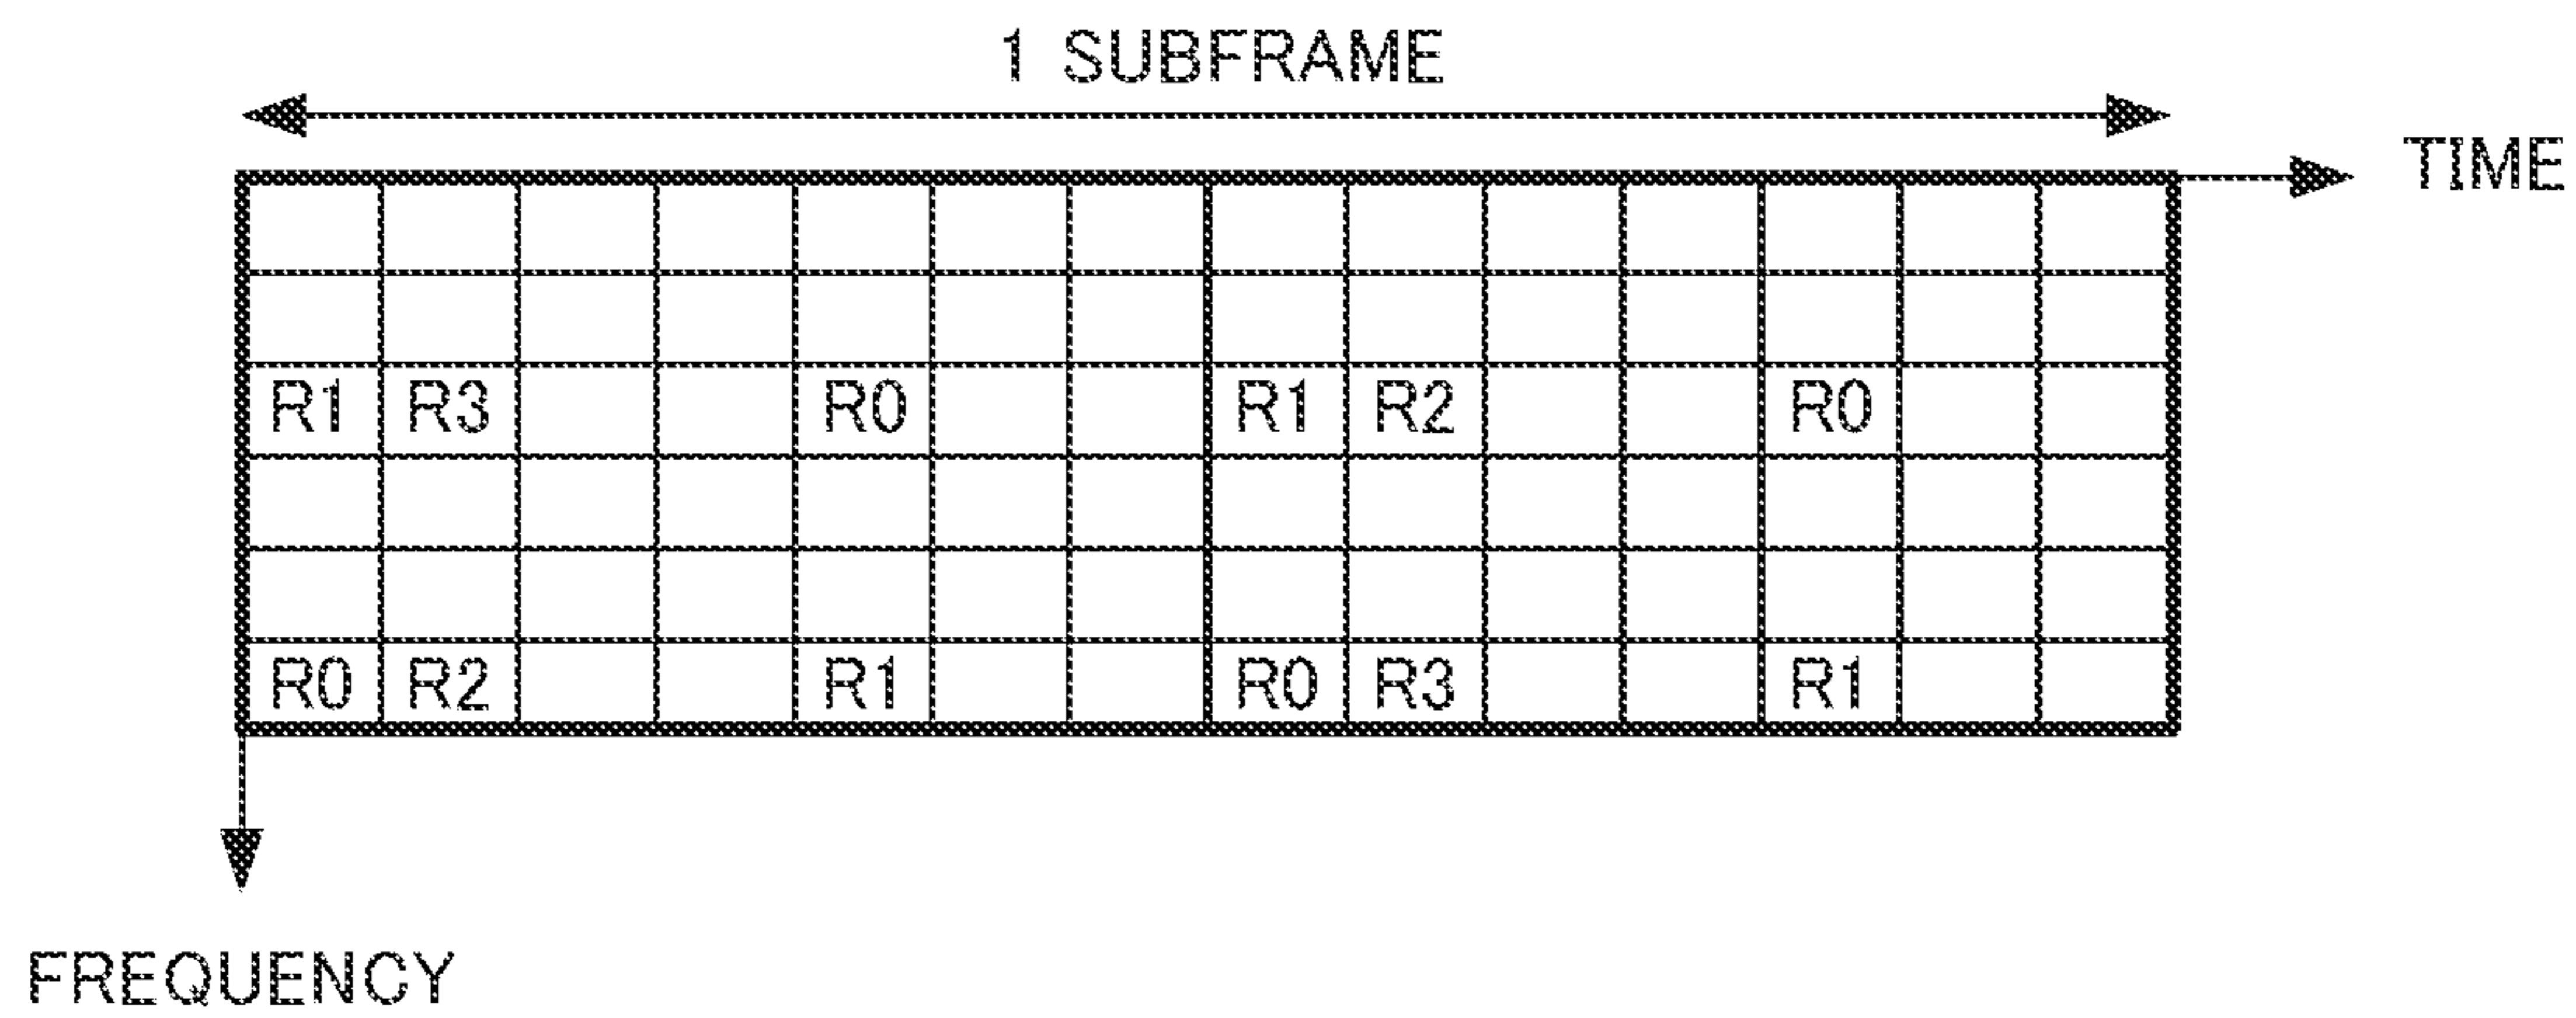 1 SUBFRAME
TIME
R1 R3 R0 R1 R2 R0
R0 R2 R1 R0 R3 R1
FREQUENCY